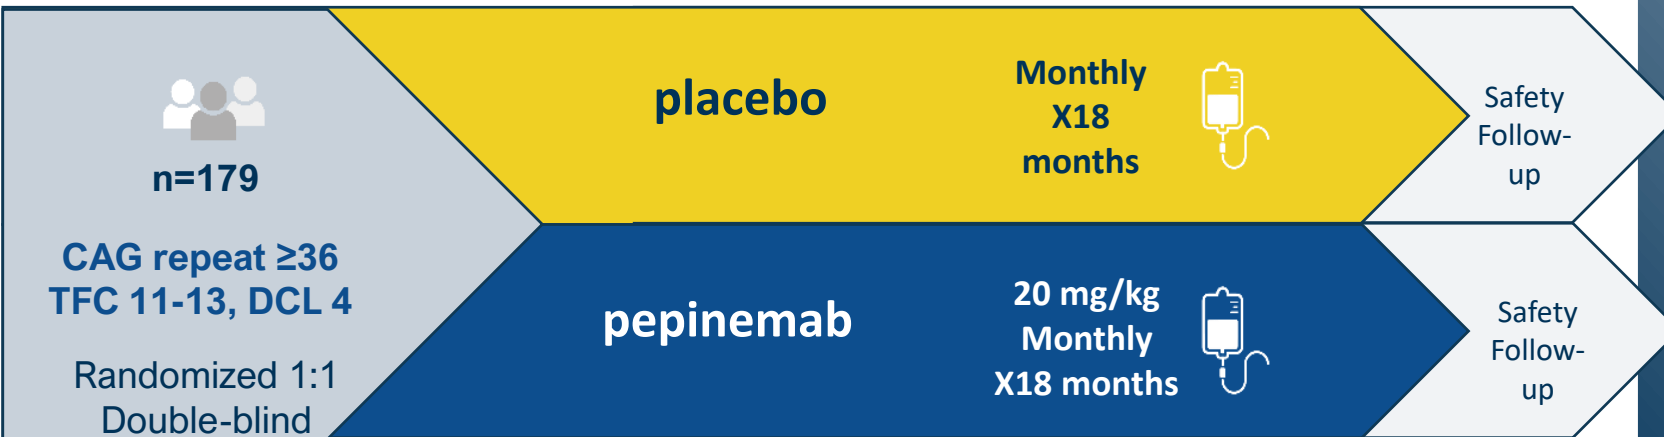 n=179
CAG repeat ≥36
TFC 11-13, DCL 4
Randomized 1:1
Double-blind
placebo
Monthly
X18
months
Safety
Follow-
up
pepinemab
20 mg/kg
Monthly
X18 months
Safety
Follow-
up